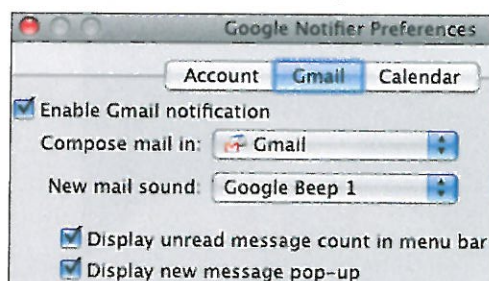 Google Notifier Preferences
Account Gmail Calendar
Enable Gmail notification
Compose mail in: Gmail
New mail sound: Google Beep 1
Display unread message count in menu bar
Display new message pop-up